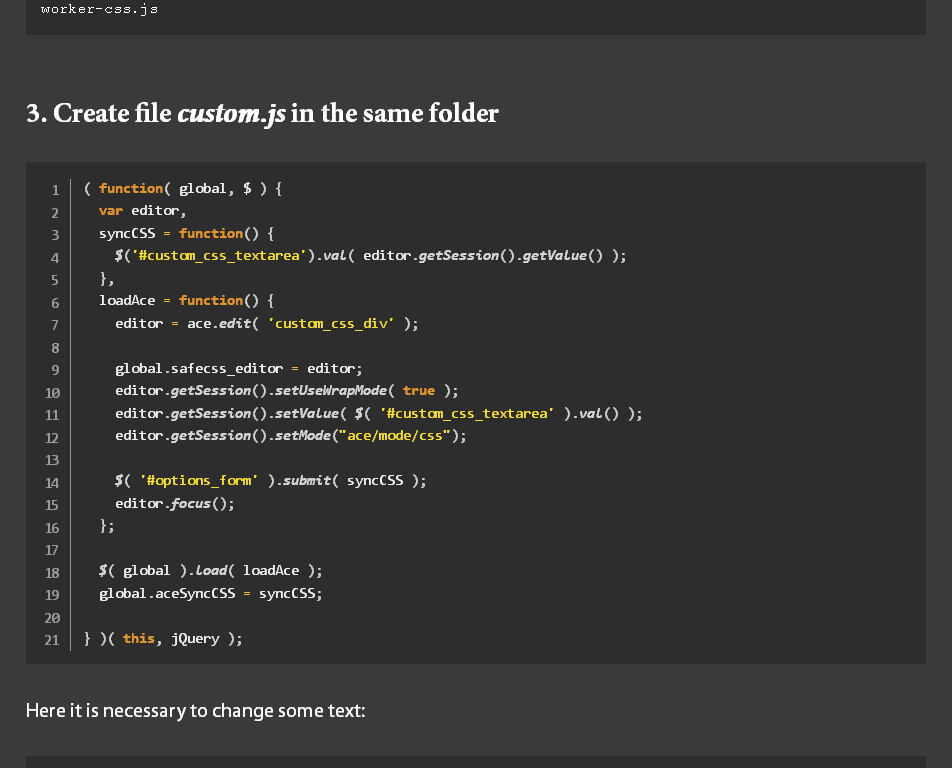 worker-css.js
3. Create file custom.js in the same folder
1 ( function( global, $ ) {
2 var editor,
3 syncCSS = function() {
4 $('#custom_css_textarea').val( editor.getSession().getValue() );
5 },
6 loadAce = function() {
7 editor = ace.edit( 'custom_css_div' );
8
9 global.safecss_editor = editor;
10 editor.getSession().setUseWrapMode( true );
11 editor.getSession().setValue( $( '#custom_css_textarea' ).val() );
12 editor.getSession().setMode("ace/mode/css");
13
14 $( '#options_form' ).submit( syncCSS );
15 editor.focus();
16 };
17
18 $( global ).load( loadAce );
19 global.aceSyncCSS = syncCSS;
20
21 } )( this, jQuery );
Here it is necessary to change some text: